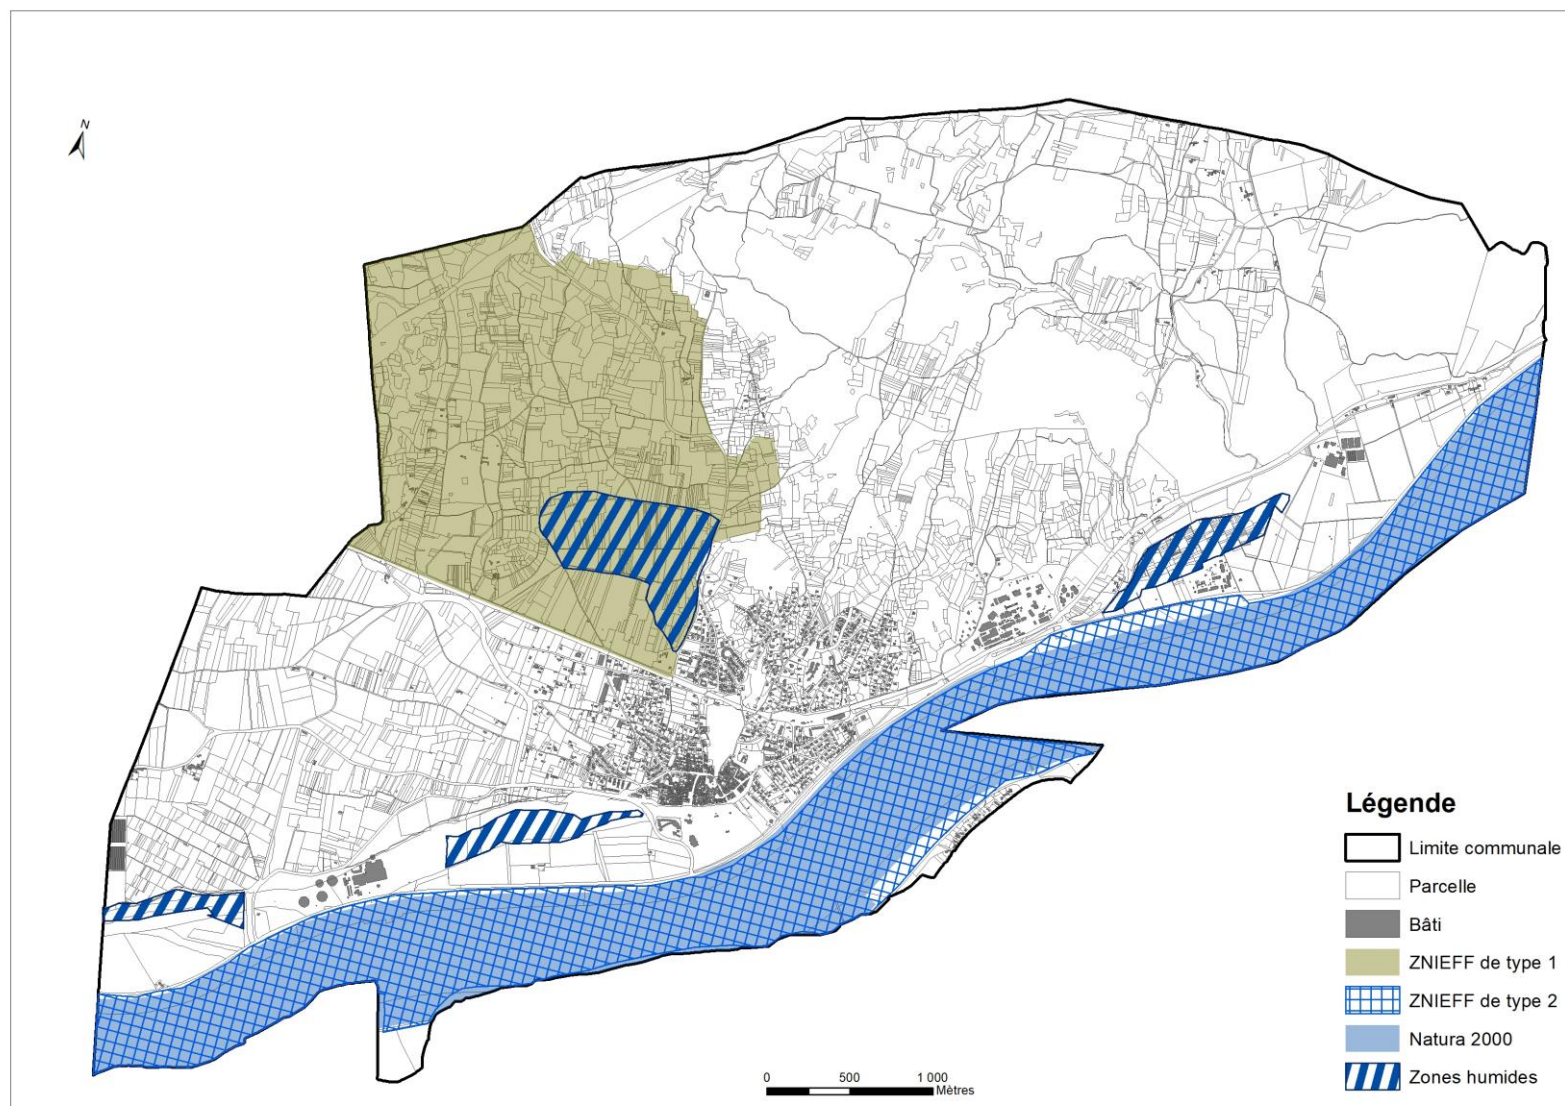 N
Légende
Limite communale
Parcelle
Bâti
ZNIEFF de type 1
ZNIEFF de type 2
Natura 2000
Zones humides
0 500 1 000
Mètres